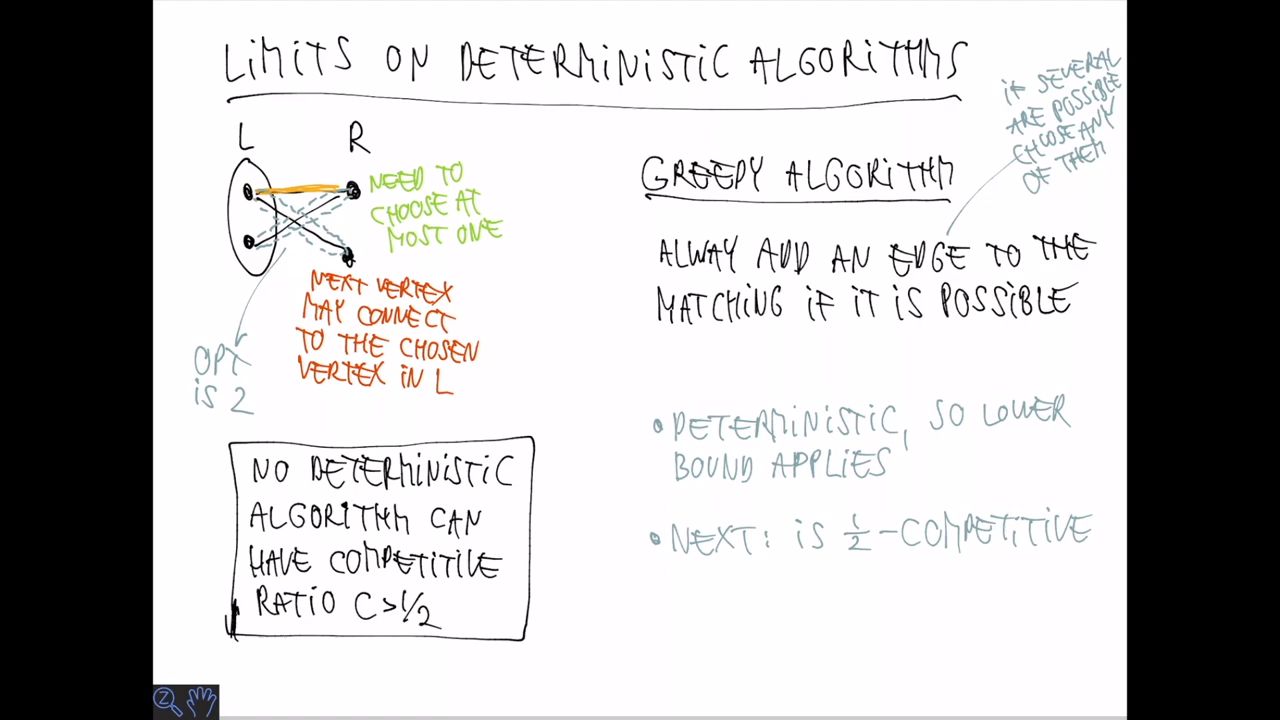 LIMITS ON DETERMINISTIC ALGORITHMS
L R
NEED TO
CHOOSE AT
MOST ONE
NEXT VERTEX
MAY CONNECT
TO THE CHOSEN
VERTEX IN L
OPT
IS 2
NO DETERMINISTIC
ALGORITHM CAN
HAVE COMPETITIVE
RATIO C>1/2
IF SEVERAL
ARE POSSIBLE
CHOOSE ANY
OF THEM
GREEDY ALGORITHM
ALWAY ADD AN EDGE TO THE
MATCHING IF IT IS POSSIBLE
• DETERMINISTIC, SO LOWER
BOUND APPLIES
• NEXT: IS 1/2-COMPETITIVE
Z